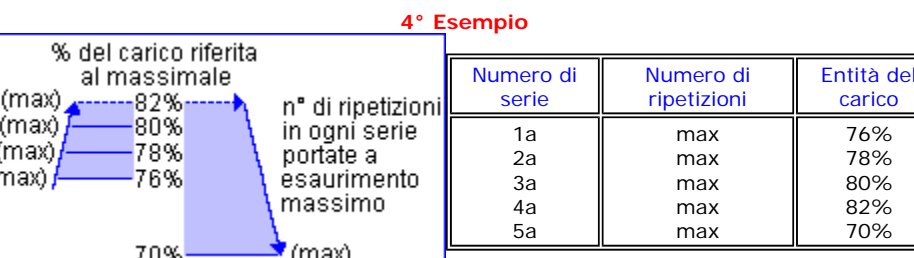 4° Esempio
% del carico riferita
al massimale
(max) 82%
(max) 80%
(max) 78%
max) 76%
70% (max)
n° di ripetizioni
in ogni serie
portate a
esaurimento
massimo
Numero di serie Numero di ripetizioni Entità del carico
1a max 76%
2a max 78%
3a max 80%
4a max 82%
5a max 70%